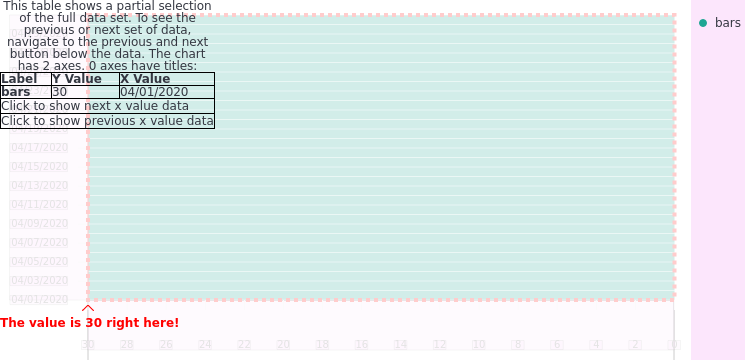 This table shows a partial selection
of the full data set. To see the
previous or next set of data,
navigate to the previous and next
button below the data. The chart
has 2 axes. 0 axes have titles:
Label Y Value X Value
bars 30 04/01/2020
Click to show next x value data
Click to show previous x value data
bars
04/17/2020
04/15/2020
04/13/2020
04/11/2020
04/09/2020
04/07/2020
04/05/2020
04/03/2020
04/01/2020
The value is 30 right here!
30 28 26 24 22 20 18 16 14 12 10 8 6 4 2 0